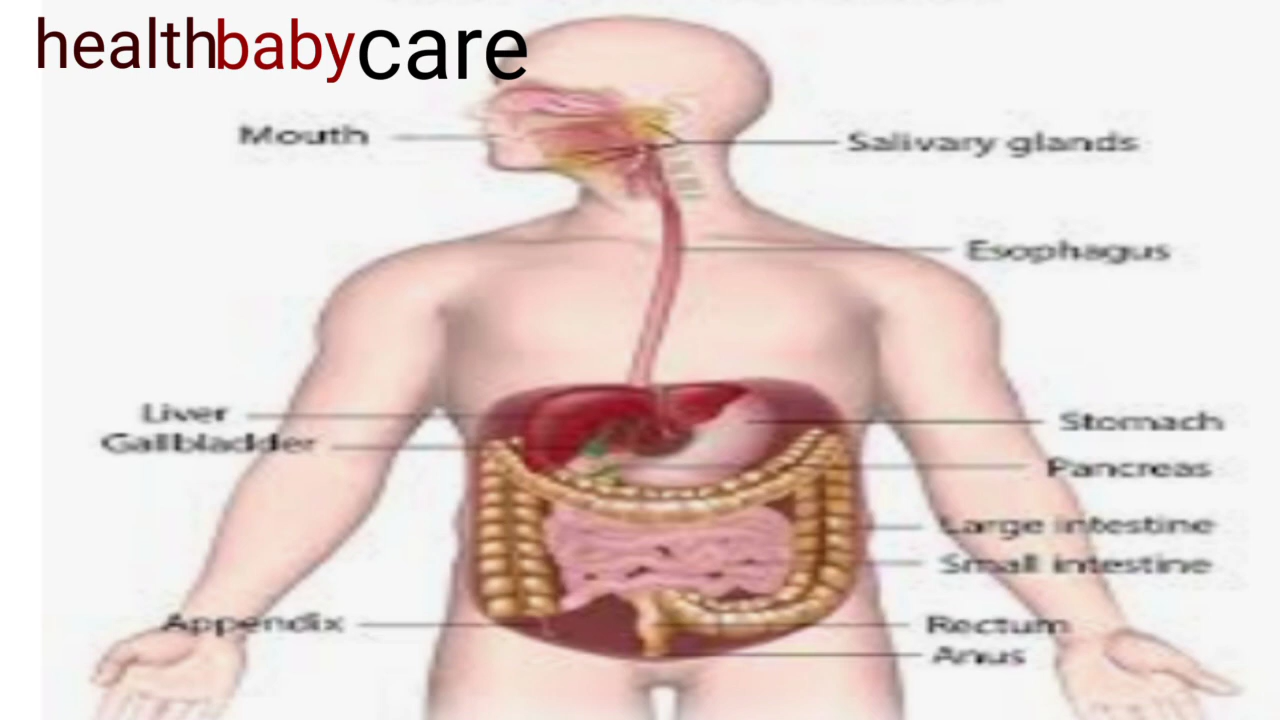 healthbabycare
Mouth
Salivary glands
Esophagus
Liver
Stomach
Gallbladder
Pancreas
Large intestine
Small intestine
Appendix
Rectum
Anus